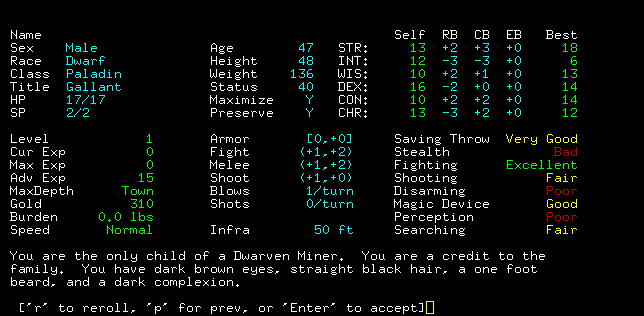 Name                                                   Self  RB  CB  EB   Best
Sex    Male              Age         47   STR:     13  +2  +3  +0     18
Race   Dwarf             Height      48   INT:     12  -3  -3  +0      6
Class  Paladin           Weight     136   WIS:     10  +2  +1  +0     13
Title  Gallant           Status      40   DEX:     16  -2  +0  +0     14
HP     17/17             Maximize     Y   CON:     10  +2  +2  +0     14
SP     2/2               Preserve     Y   CHR:     13  -3  +2  +0     12
Level              1     Armor      [0,+0]     Saving Throw  Very Good
Cur Exp            0     Fight     (+1,+2)     Stealth             Bad
Max Exp            0     Melee     (+1,+2)     Fighting      Excellent
Adv Exp           15     Shoot     (+1,+0)     Shooting           Fair
MaxDepth        Town     Blows      1/turn     Disarming          Poor
Gold             310     Shots      0/turn     Magic Device       Good
Burden       0.0 lbs                           Perception         Poor
Speed         Normal     Infra       50 ft     Searching          Fair
You are the only child of a Dwarven Miner.  You are a credit to the
family.  You have dark brown eyes, straight black hair, a one foot
beard, and a dark complexion.
['r' to reroll, 'p' for prev, or 'Enter' to accept]